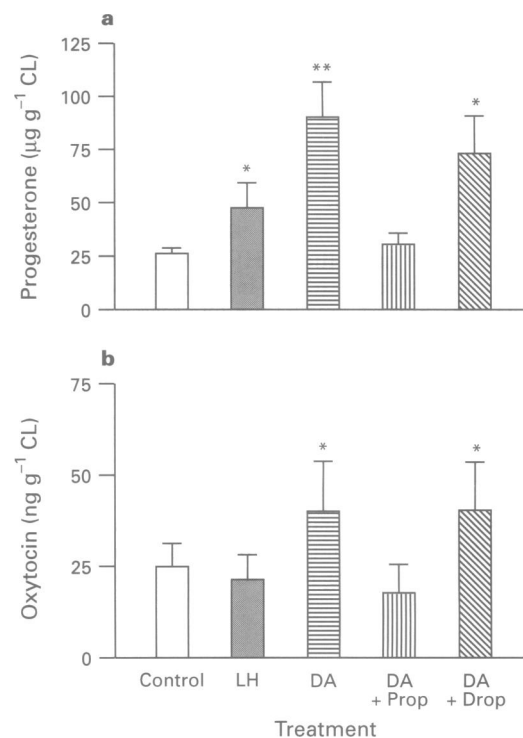 a
Progesterone (µg g⁻¹ CL)
125
100
75
50
25
0
*
**
*
b
Oxytocin (ng g⁻¹ CL)
75
50
25
0
*
*
Control LH DA DA + Prop DA + Drop
Treatment